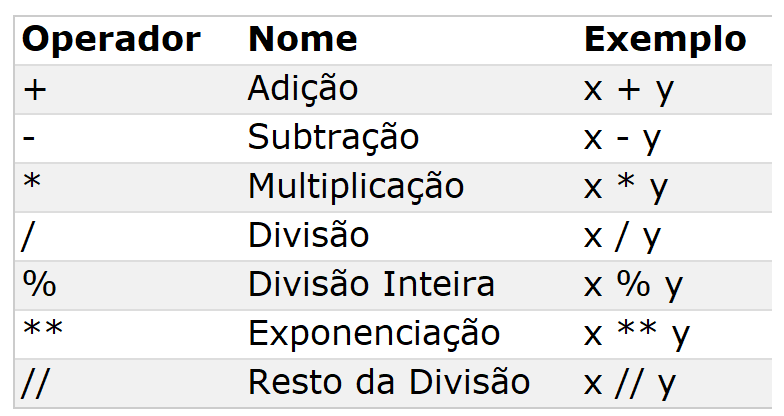 Operador Nome Exemplo
+ Adição x + y
- Subtração x - y
* Multiplicação x * y
/ Divisão x / y
% Divisão Inteira x % y
** Exponenciação x ** y
// Resto da Divisão x // y